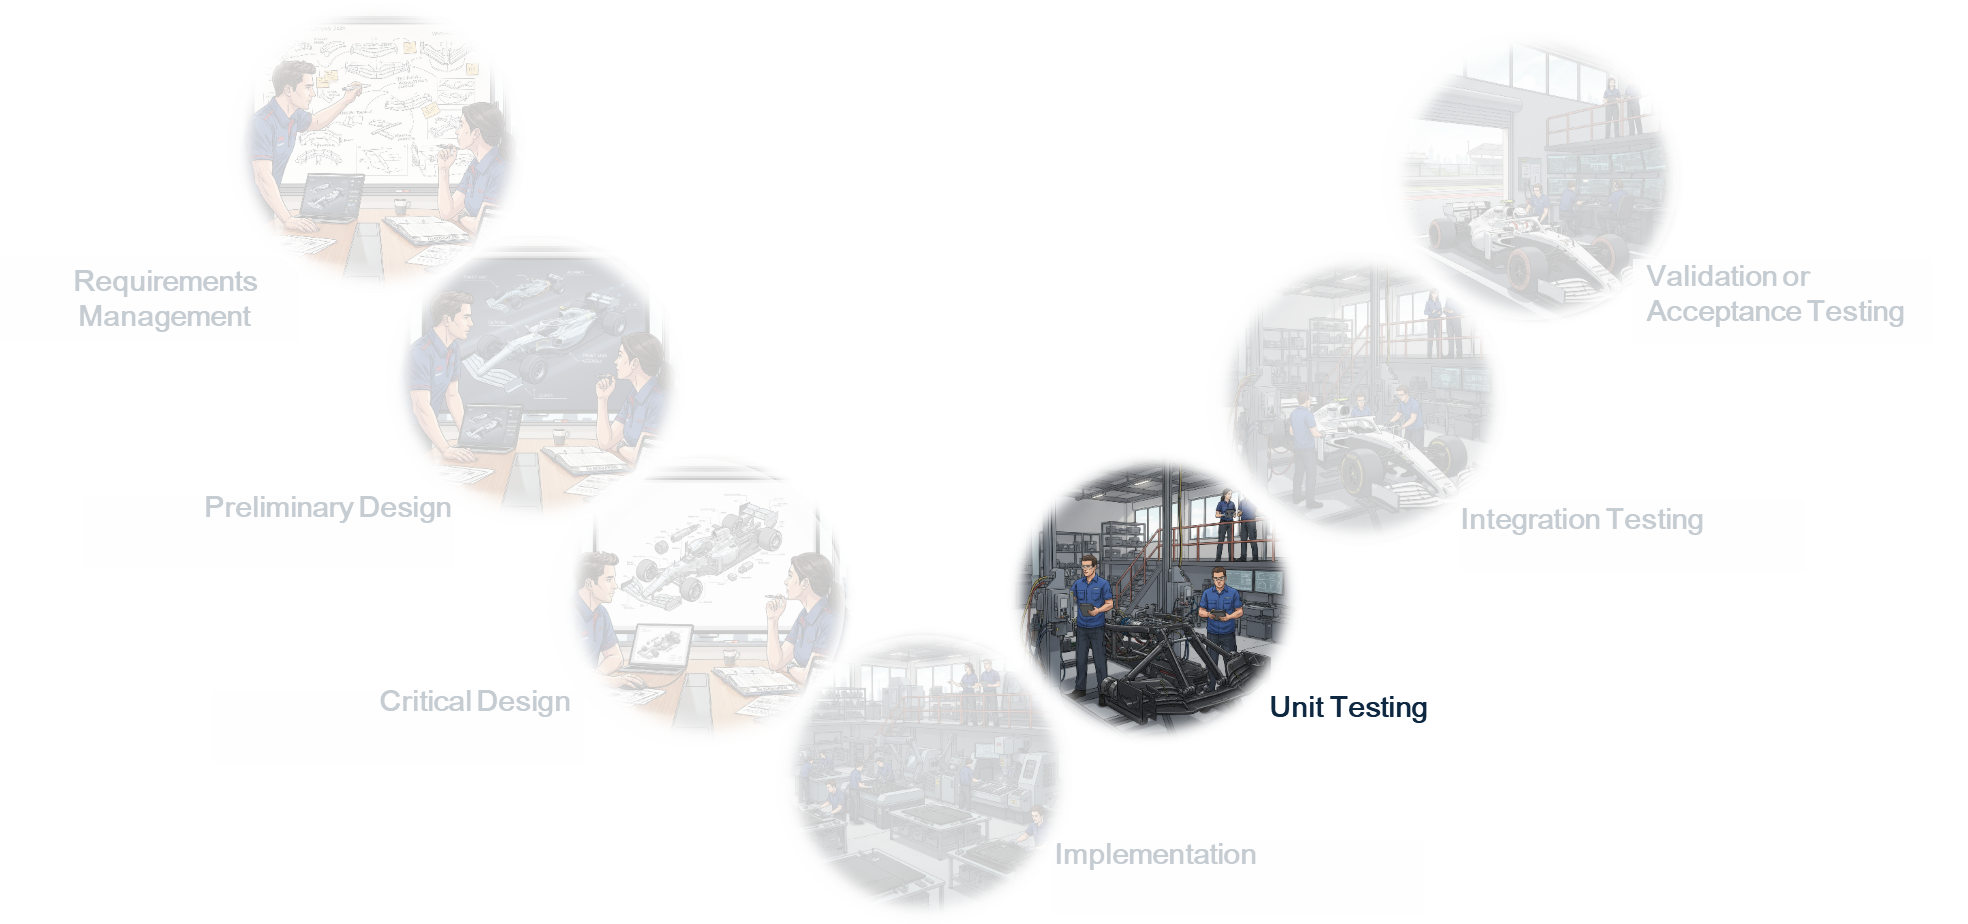 Requirements
Management
Preliminary Design
Critical Design
Implementation
Unit Testing
Integration Testing
Validation or
Acceptance Testing